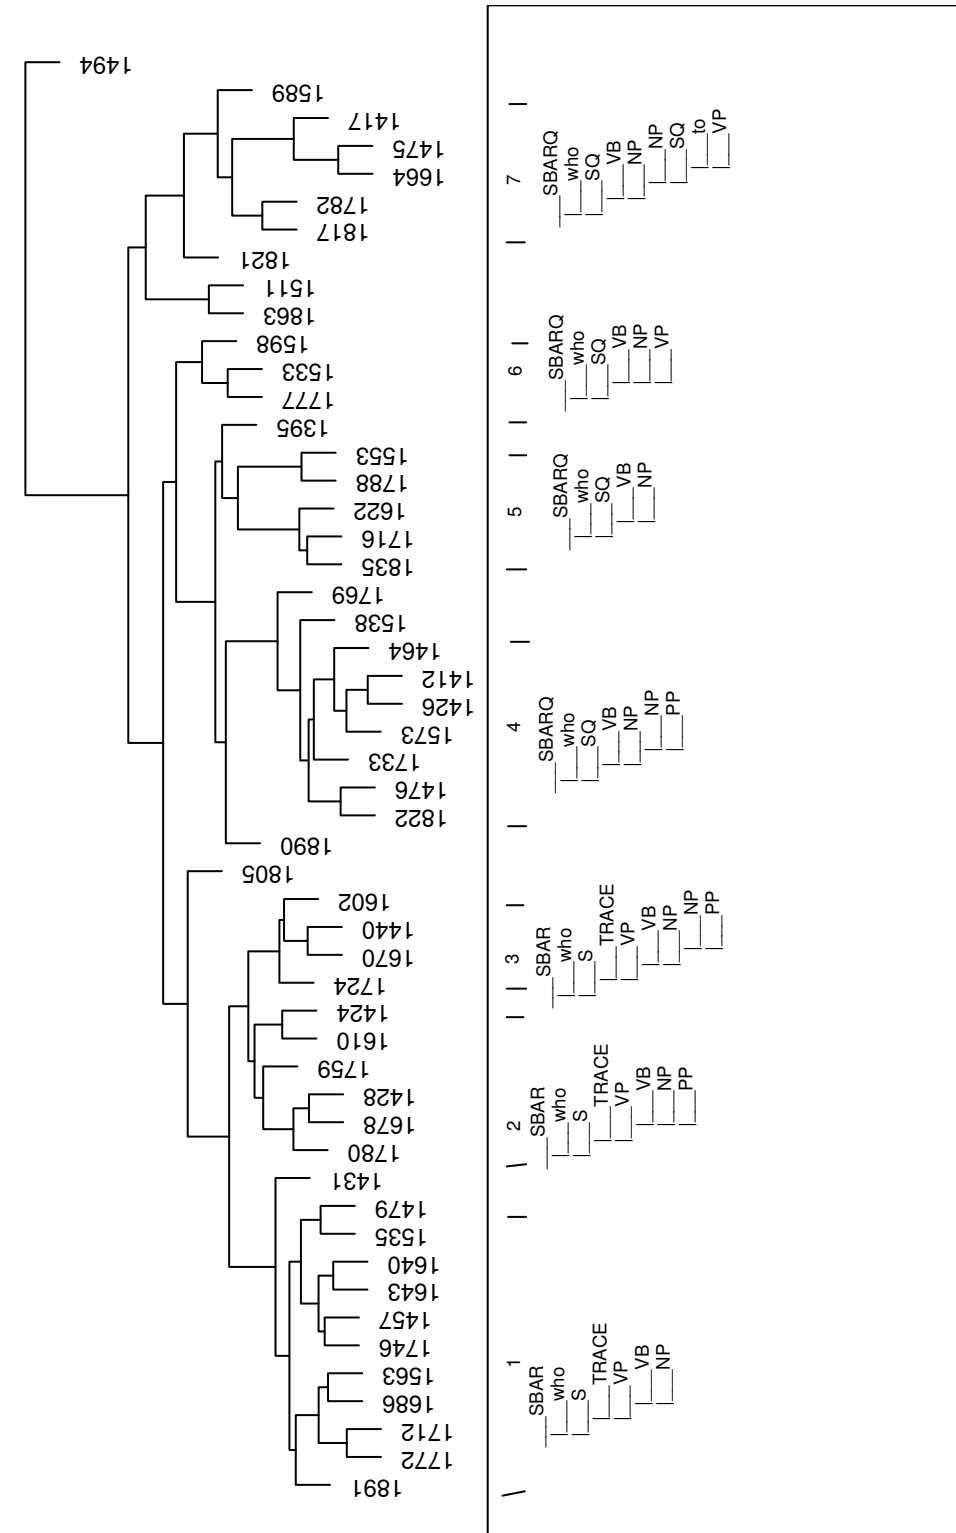 1494
1589
1417
1475
1664
1782
1817
1821
1511
1863
1598
1533
1777
1395
1553
1788
1622
1716
1835
1769
1538
1464
1412
1426
1573
1733
1476
1822
1890
1805
1602
1440
1670
1724
1424
1610
1759
1428
1678
1780
1431
1479
1535
1640
1643
1457
1746
1563
1686
1712
1772
1891
1
SBAR
who
S
TRACE
VP
VB
NP
2
SBAR
who
S
TRACE
VP
VB
NP
PP
3
SBAR
who
S
TRACE
VP
VB
NP
NP
PP
4
SBARQ
who
SQ
VB
NP
NP
PP
5
SBARQ
who
SQ
VB
NP
6
SBARQ
who
SQ
VB
NP
VP
7
SBARQ
who
SQ
VB
NP
NP
SQ
to
VP